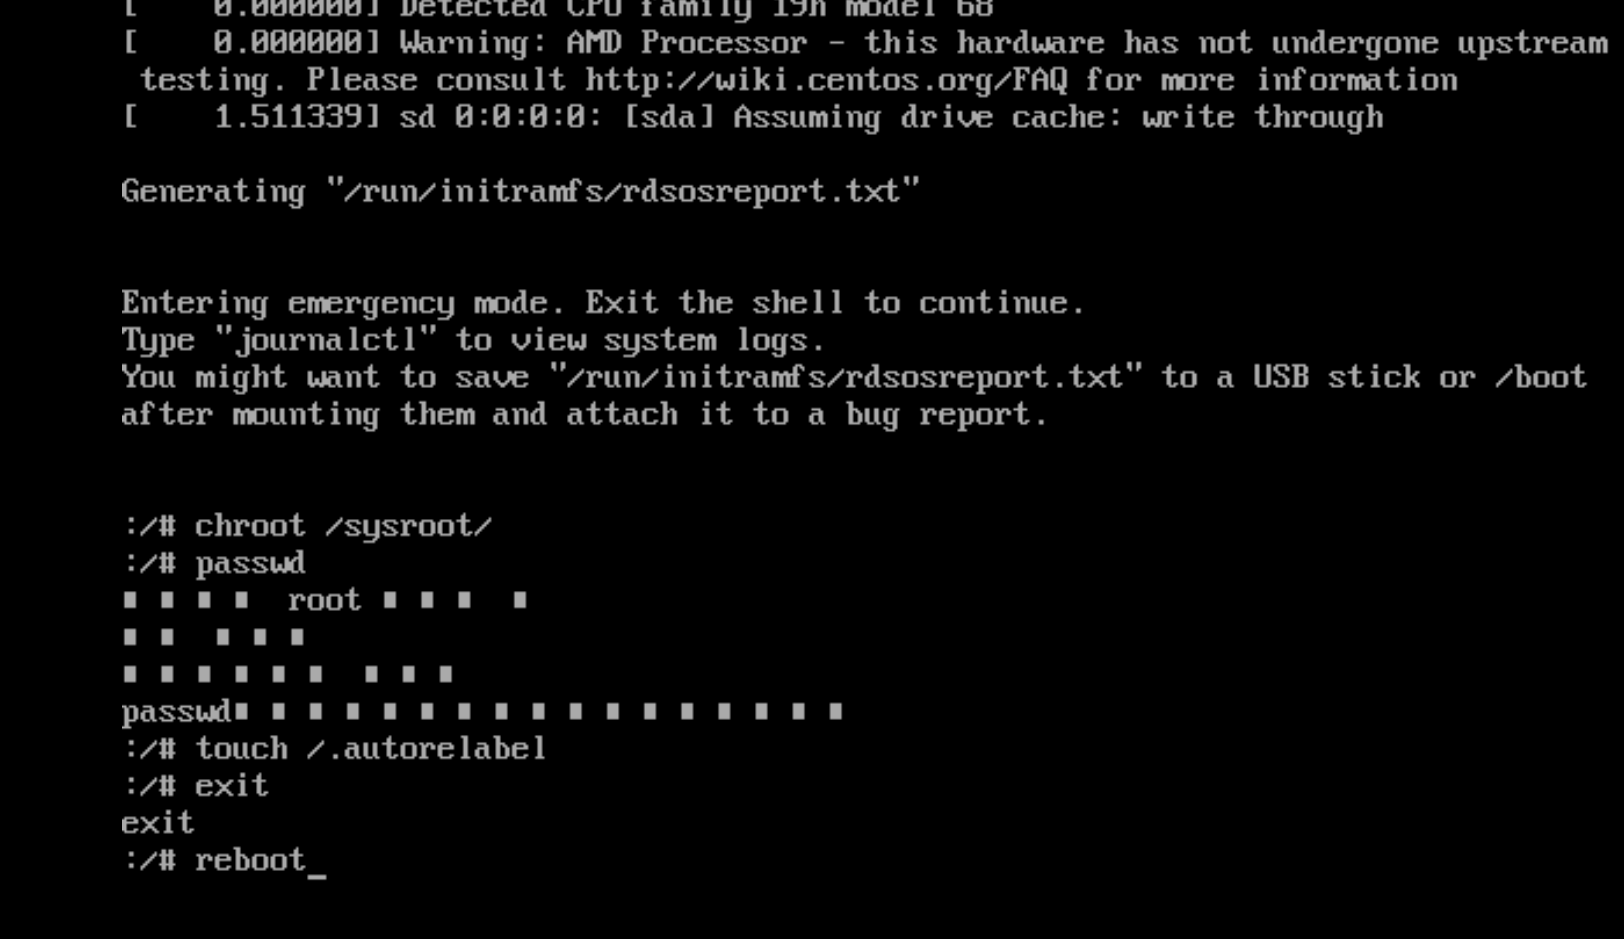 [    0.000000] Detected CPU family 19h model 68
[    0.000000] Warning: AMD Processor - this hardware has not undergone upstream
 testing. Please consult http://wiki.centos.org/FAQ for more information
[    1.511339] sd 0:0:0:0: [sda] Assuming drive cache: write through
Generating "/run/initramfs/rdsosreport.txt"
Entering emergency mode. Exit the shell to continue.
Type "journalctl" to view system logs.
You might want to save "/run/initramfs/rdsosreport.txt" to a USB stick or /boot
after mounting them and attach it to a bug report.
:/# chroot /sysroot/
:/# passwd
■ ■ ■ ■  root ■ ■ ■  ■
■ ■  ■ ■ ■
■ ■ ■ ■ ■ ■  ■ ■ ■
passwd■ ■ ■ ■ ■ ■ ■ ■ ■ ■ ■ ■ ■ ■ ■ ■ ■
:/# touch /.autorelabel
:/# exit
exit
:/# reboot_